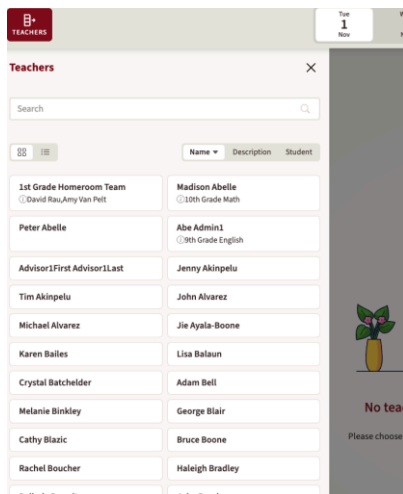 TEACHERS
Tue
1
Nov
Teachers
Search
Name Description Student
1st Grade Homeroom Team
David Rau,Amy Van Pelt
Madison Abelle
10th Grade Math
Peter Abelle
Abe Admin1
9th Grade English
Advisor1First Advisor1Last
Jenny Akinpelu
Tim Akinpelu
John Alvarez
Michael Alvarez
Jie Ayala-Boone
Karen Bailes
Lisa Balaun
Crystal Batchelder
Adam Bell
Melanie Binkley
George Blair
Cathy Blazic
Bruce Boone
Rachel Boucher
Haleigh Bradley
No
Please choose